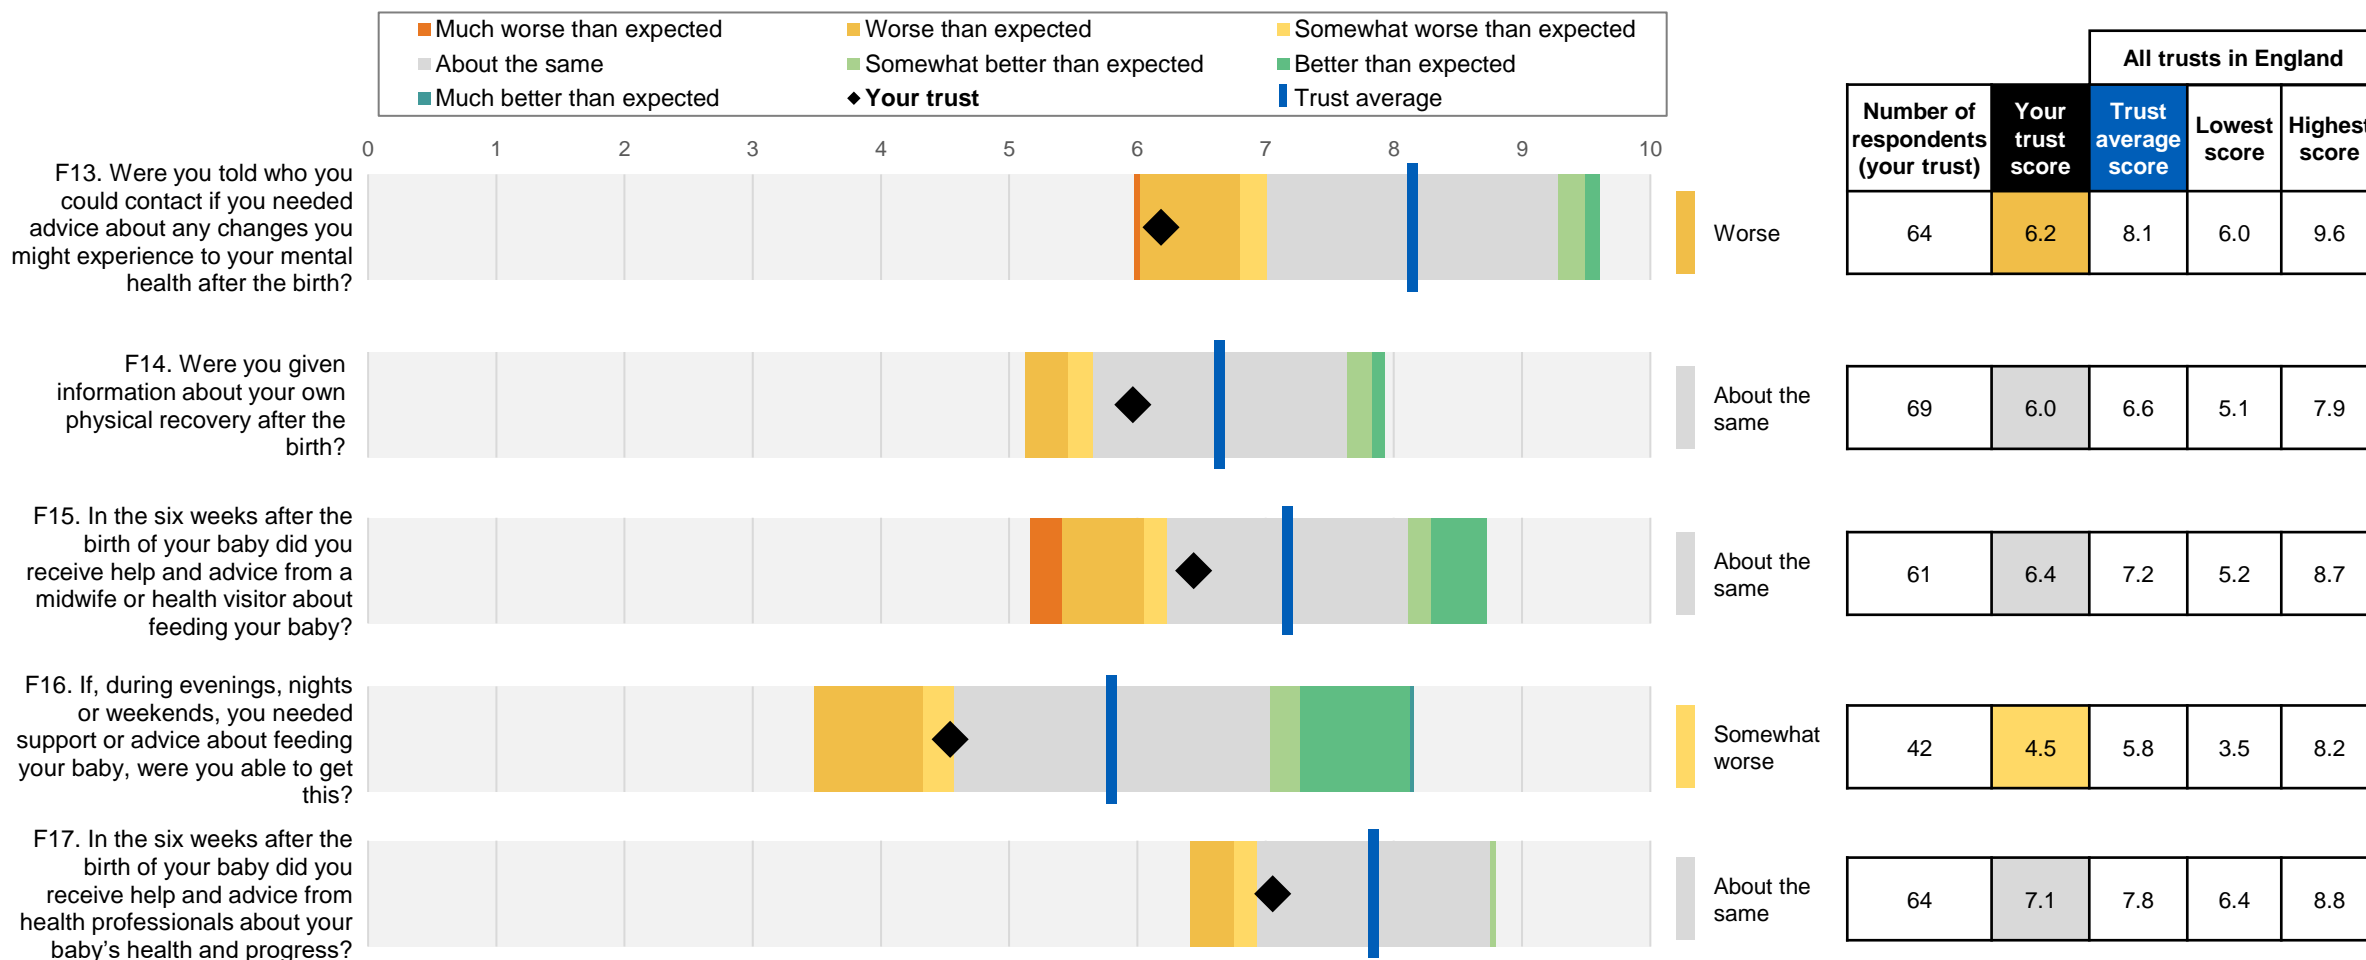 Much worse than expected
Worse than expected
Somewhat worse than expected
About the same
Somewhat better than expected
Better than expected
Much better than expected
Your trust
Trust average
All trusts in England
Number of
respondents
(your trust)
Your
trust
score
Trust
average
score
Lowest
score
Highest
score
0 1 2 3 4 5 6 7 8 9 10
F13. Were you told who you
could contact if you needed
advice about any changes you
might experience to your mental
health after the birth?
Worse
64 6.2 8.1 6.0 9.6
F14. Were you given
information about your own
physical recovery after the
birth?
About the
same
69 6.0 6.6 5.1 7.9
F15. In the six weeks after the
birth of your baby did you
receive help and advice from a
midwife or health visitor about
feeding your baby?
About the
same
61 6.4 7.2 5.2 8.7
F16. If, during evenings, nights
or weekends, you needed
support or advice about feeding
your baby, were you able to get
this?
Somewhat
worse
42 4.5 5.8 3.5 8.2
F17. In the six weeks after the
birth of your baby did you
receive help and advice from
health professionals about your
baby’s health and progress?
About the
same
64 7.1 7.8 6.4 8.8